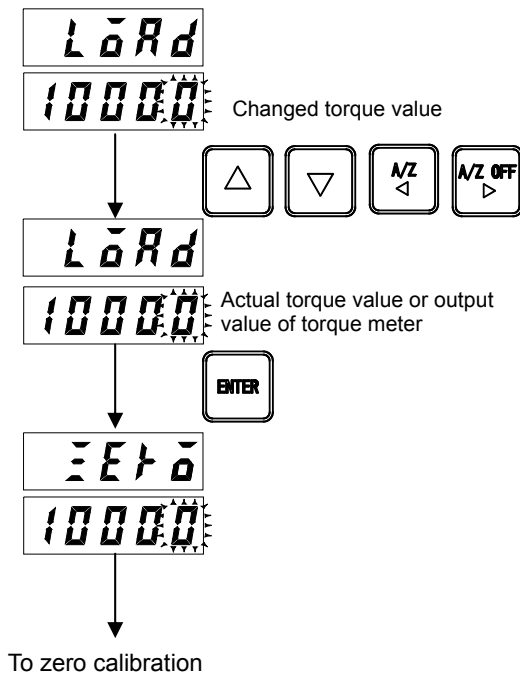 LoAd
10000
Changed torque value
A/Z
A/Z OFF
LoAd
10000
Actual torque value or output
value of torque meter
ENTER
ZEro
10000
To zero calibration